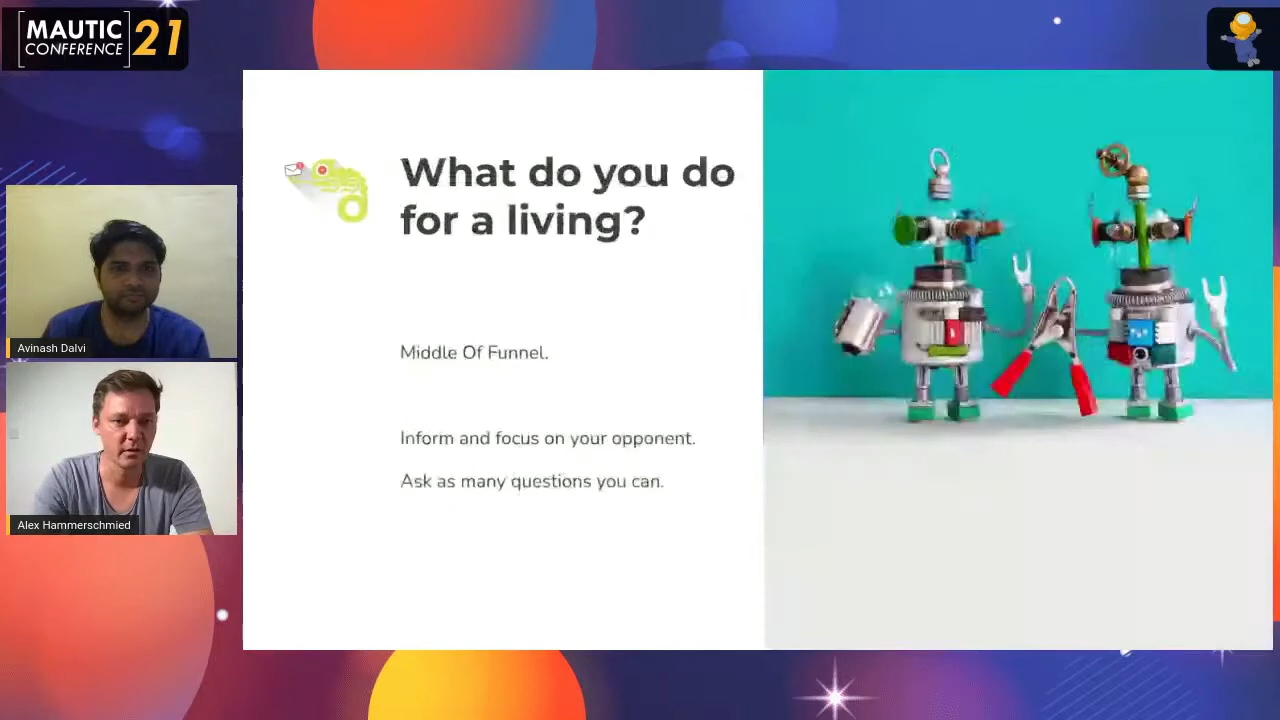 MAUTIC
CONFERENCE 21
What do you do
for a living?
Middle Of Funnel.
Inform and focus on your opponent.
Ask as many questions you can.
Avinash Dalvi
Alex Hammerschmied